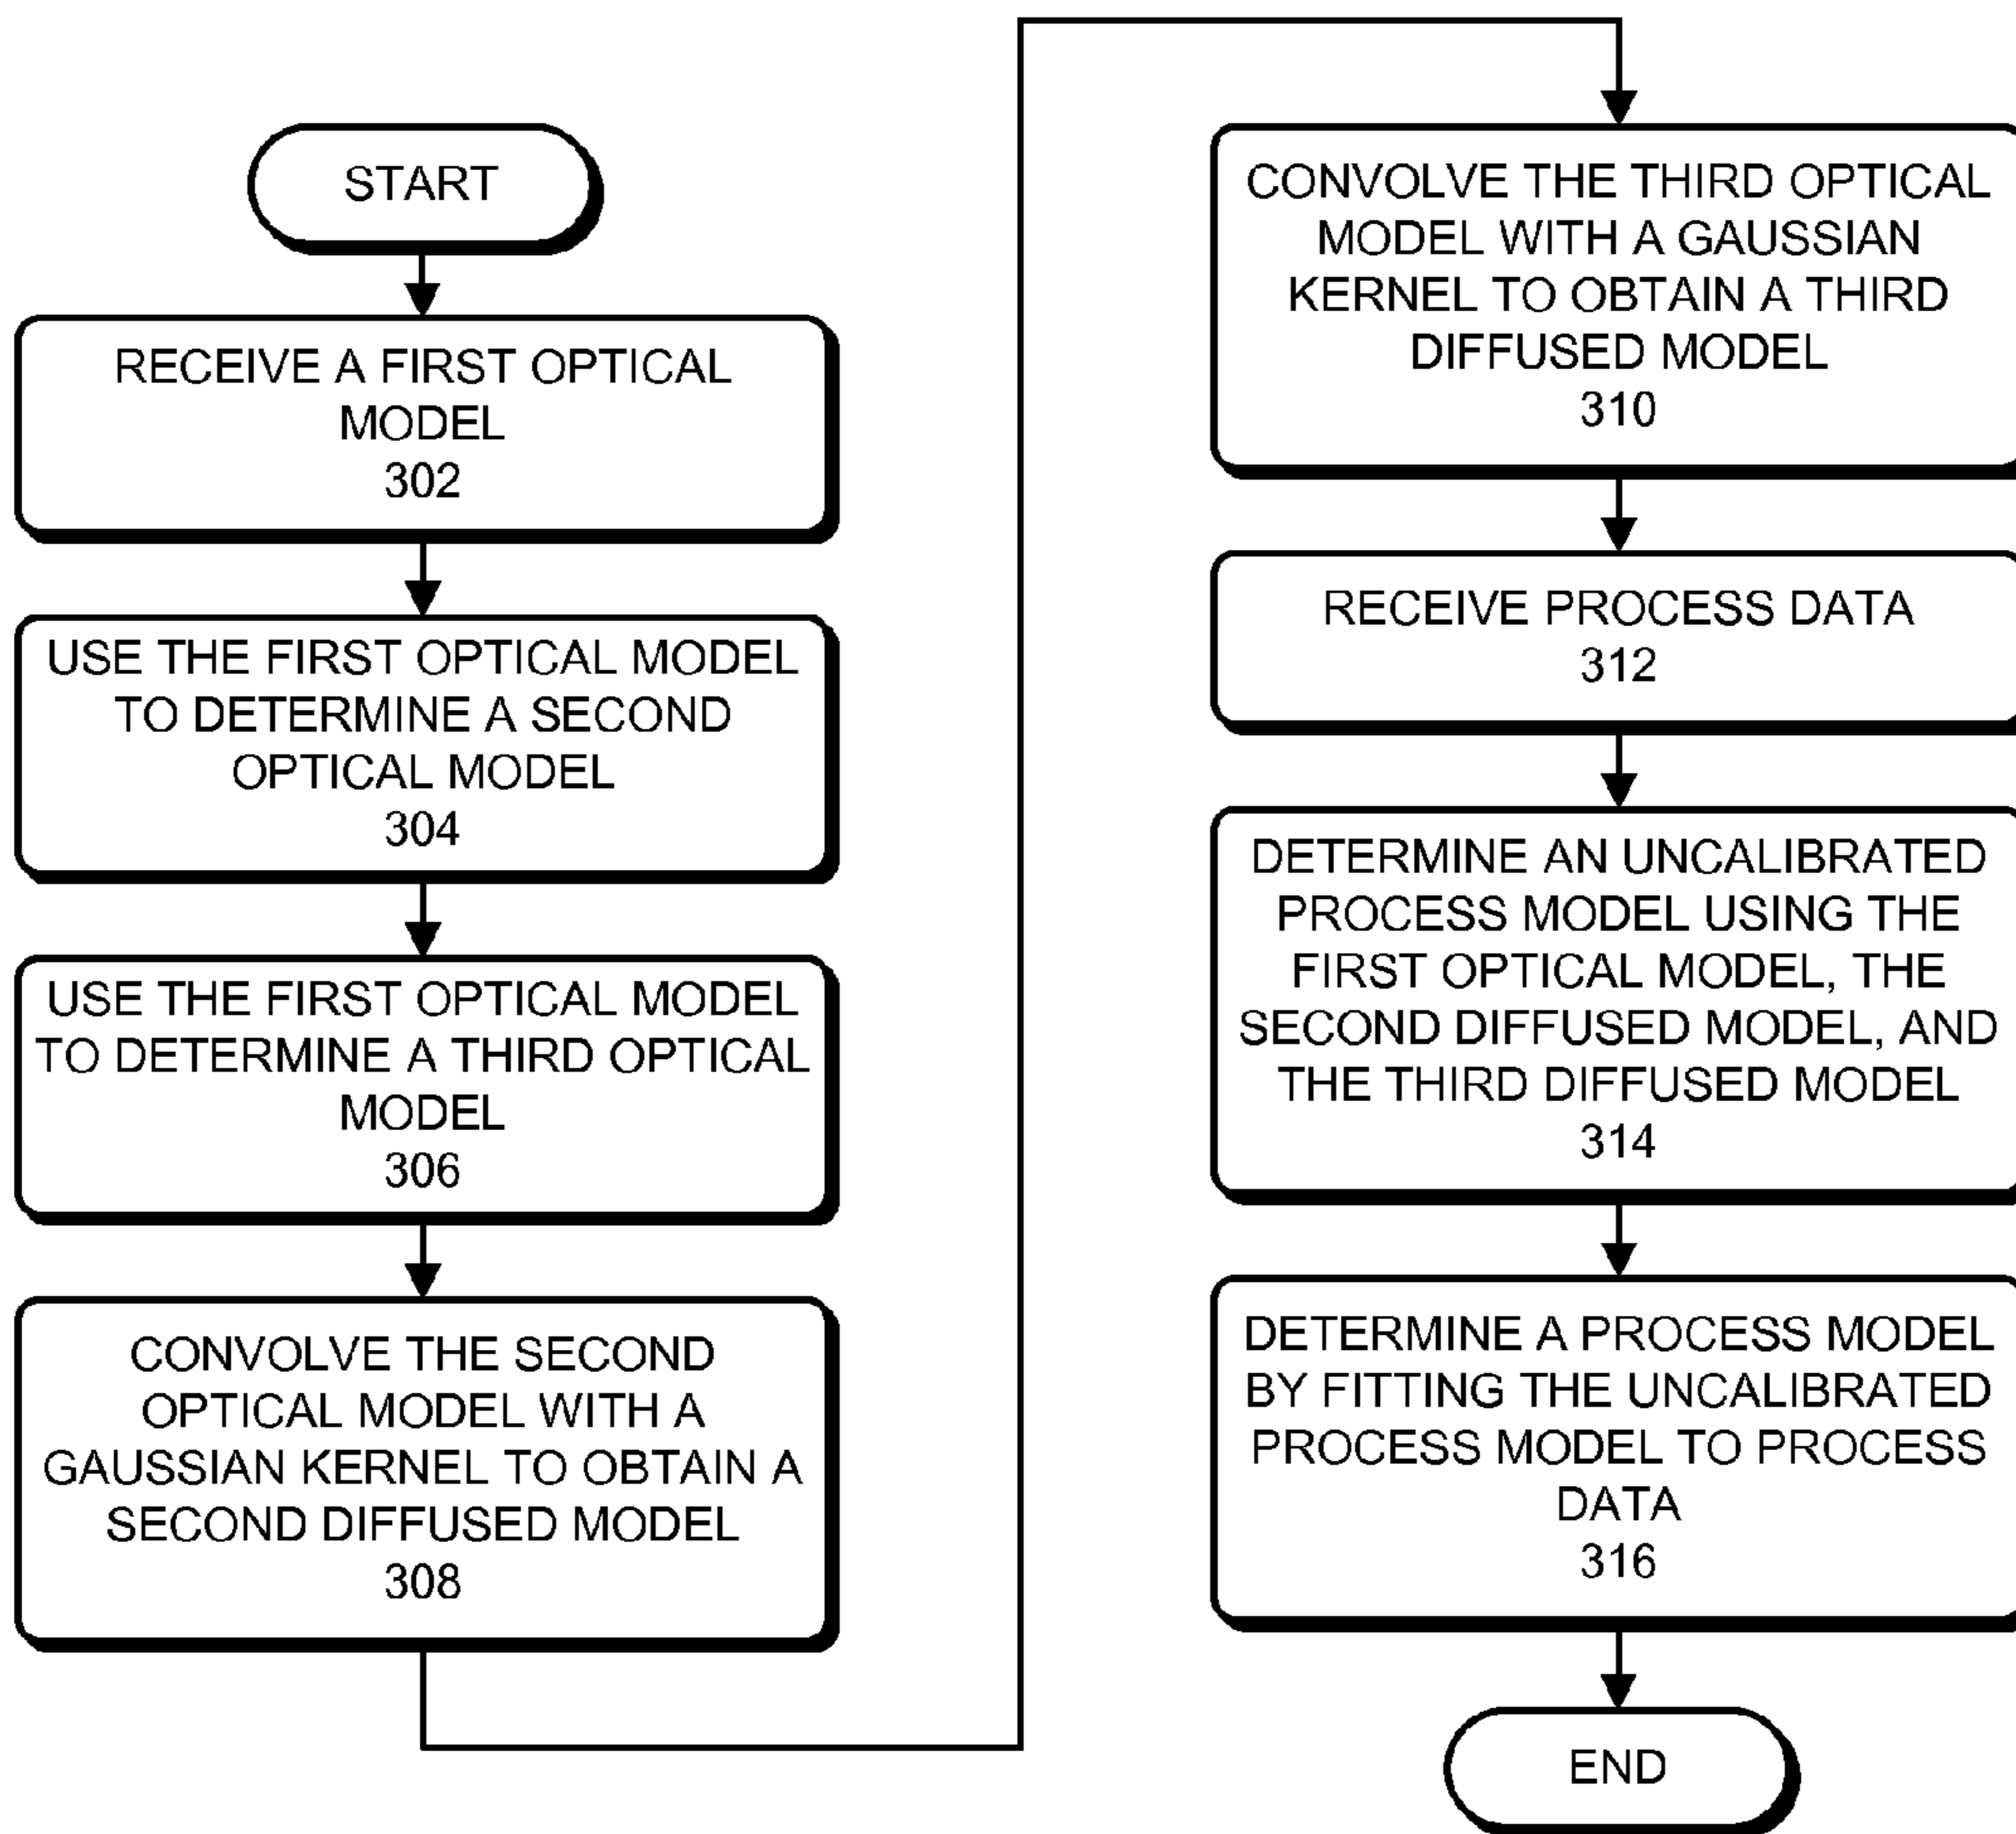 START
RECEIVE A FIRST OPTICAL
MODEL
302
USE THE FIRST OPTICAL MODEL
TO DETERMINE A SECOND
OPTICAL MODEL
304
USE THE FIRST OPTICAL MODEL
TO DETERMINE A THIRD OPTICAL
MODEL
306
CONVOLVE THE SECOND
OPTICAL MODEL WITH A
GAUSSIAN KERNEL TO OBTAIN A
SECOND DIFFUSED MODEL
308
CONVOLVE THE THIRD OPTICAL
MODEL WITH A GAUSSIAN
KERNEL TO OBTAIN A THIRD
DIFFUSED MODEL
310
RECEIVE PROCESS DATA
312
DETERMINE AN UNCALIBRATED
PROCESS MODEL USING THE
FIRST OPTICAL MODEL, THE
SECOND DIFFUSED MODEL, AND
THE THIRD DIFFUSED MODEL
314
DETERMINE A PROCESS MODEL
BY FITTING THE UNCALIBRATED
PROCESS MODEL TO PROCESS
DATA
316
END